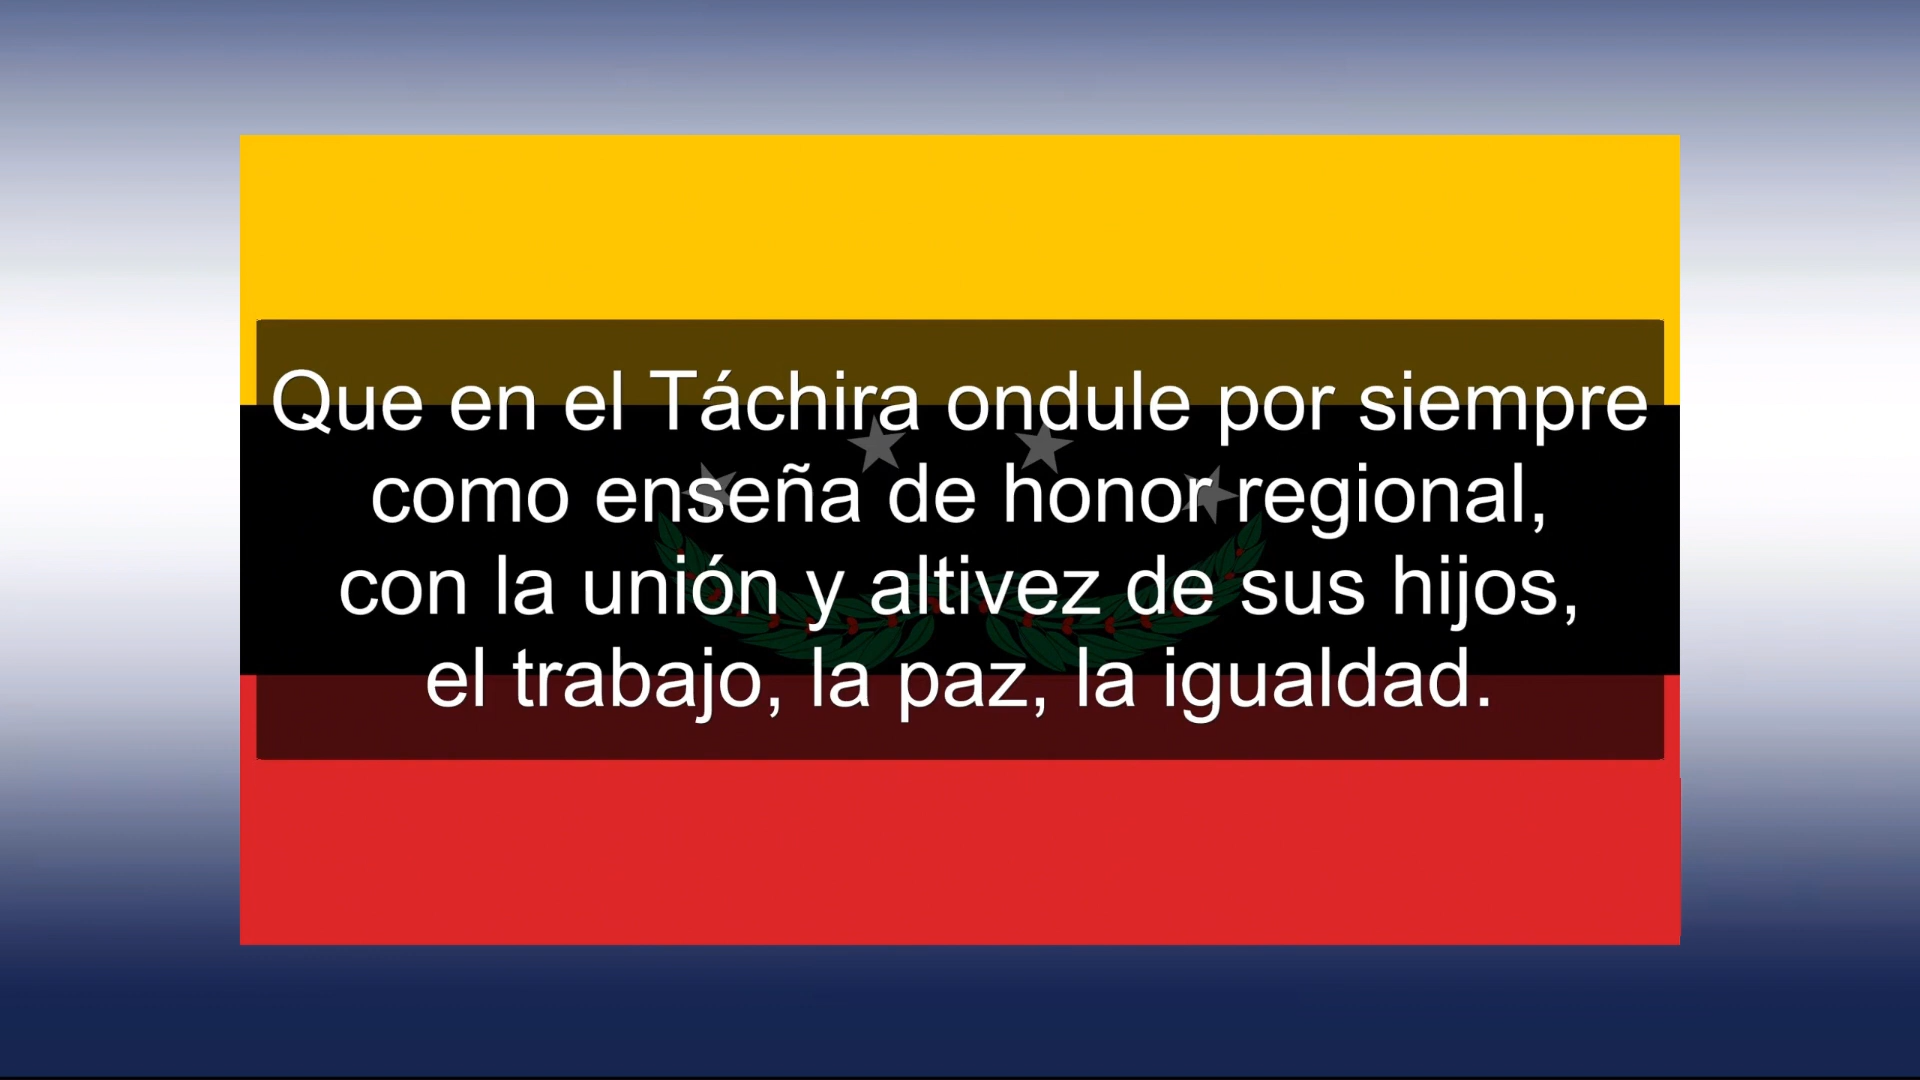 Que en el Táchira ondule por siempre
como enseña de honor regional,
con la unión y altivez de sus hijos,
el trabajo, la paz, la igualdad.